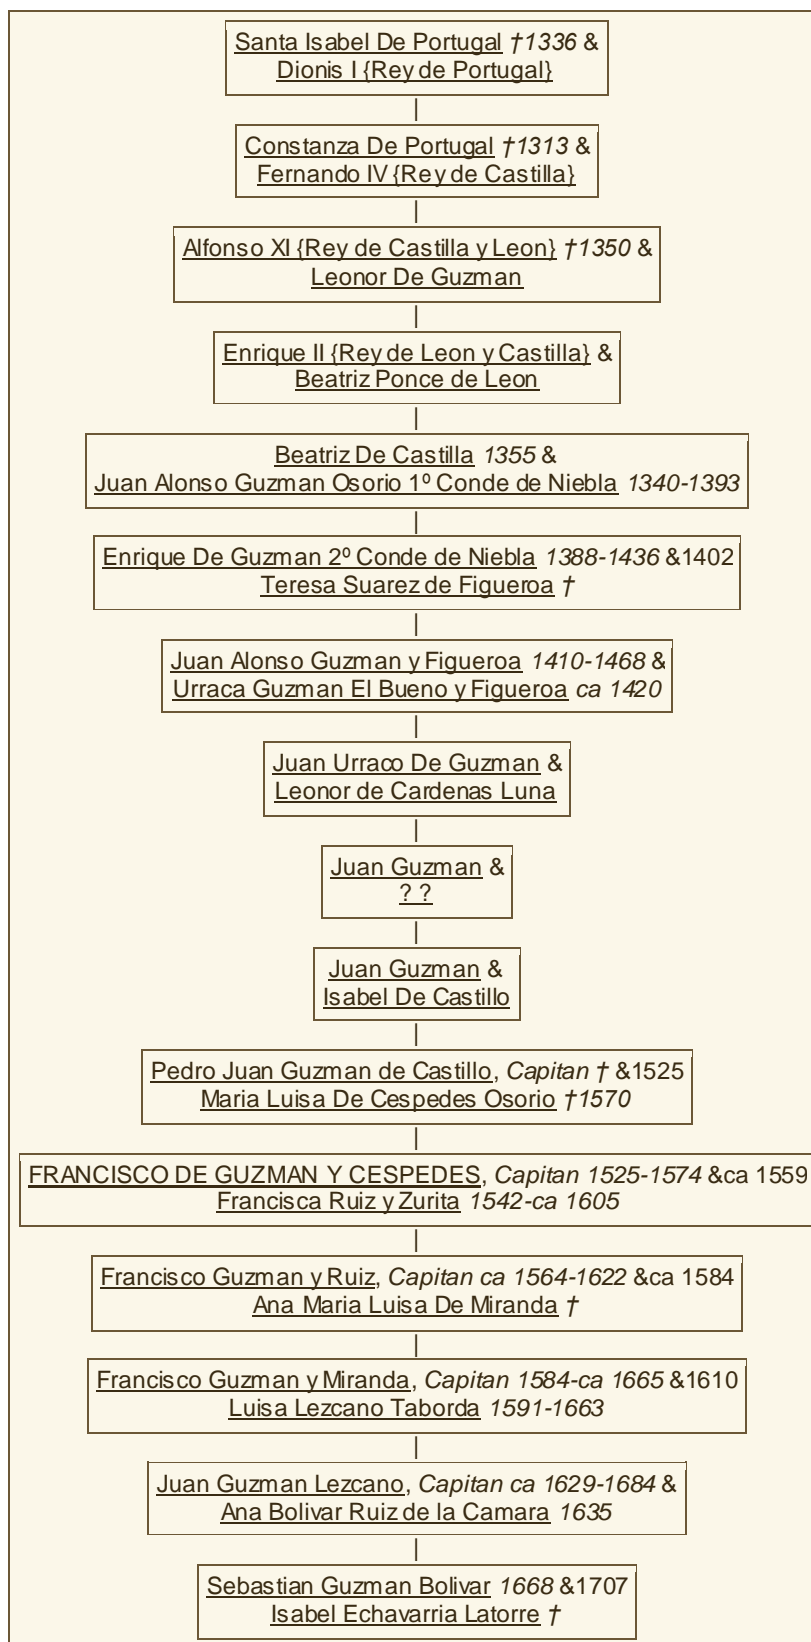 Santa Isabel De Portugal †1336 &
Dionis I {Rey de Portugal}
Constanza De Portugal †1313 &
Fernando IV {Rey de Castilla}
Alfonso XI {Rey de Castilla y Leon} †1350 &
Leonor De Guzman
Enrique II {Rey de Leon y Castilla} &
Beatriz Ponce de Leon
Beatriz De Castilla 1355 &
Juan Alonso Guzman Osorio 1º Conde de Niebla 1340-1393
Enrique De Guzman 2º Conde de Niebla 1388-1436 &1402
Teresa Suarez de Figueroa †
Juan Alonso Guzman y Figueroa 1410-1468 &
Urraca Guzman El Bueno y Figueroa ca 1420
Juan Urraco De Guzman &
Leonor de Cardenas Luna
Juan Guzman &
? ?
Juan Guzman &
Isabel De Castillo
Pedro Juan Guzman de Castillo, Capitan † &1525
Maria Luisa De Cespedes Osorio †1570
FRANCISCO DE GUZMAN Y CESPEDES, Capitan 1525-1574 &ca 1559
Francisca Ruiz y Zurita 1542-ca 1605
Francisco Guzman y Ruiz, Capitan ca 1564-1622 &ca 1584
Ana Maria Luisa De Miranda †
Francisco Guzman y Miranda, Capitan 1584-ca 1665 &1610
Luisa Lezcano Taborda 1591-1663
Juan Guzman Lezcano, Capitan ca 1629-1684 &
Ana Bolivar Ruiz de la Camara 1635
Sebastian Guzman Bolivar 1668 &1707
Isabel Echavarria Latorre †